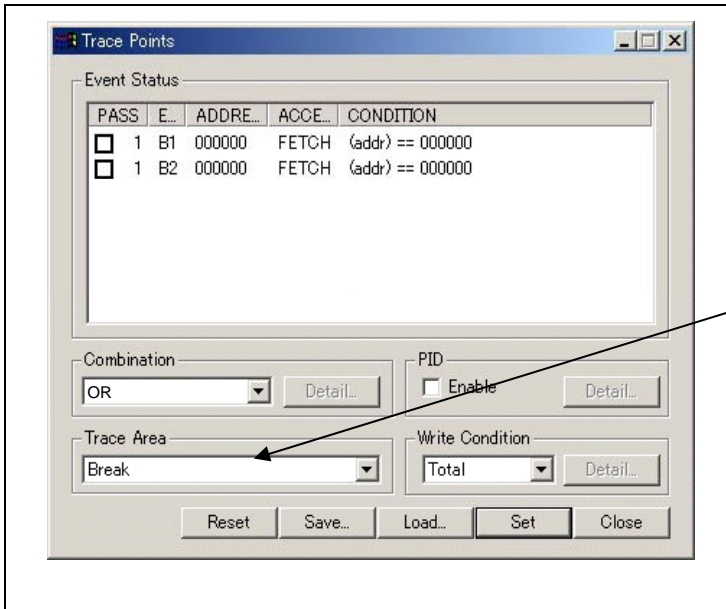 Trace Points
Event Status
PASS E... ADDRE... ACCE... CONDITION
1 B1 000000 FETCH (addr) == 000000
1 B2 000000 FETCH (addr) == 000000
Combination
OR Detail...
PID
Enable Detail...
Trace Area
Break
Write Condition
Total Detail...
Reset Save... Load... Set Close